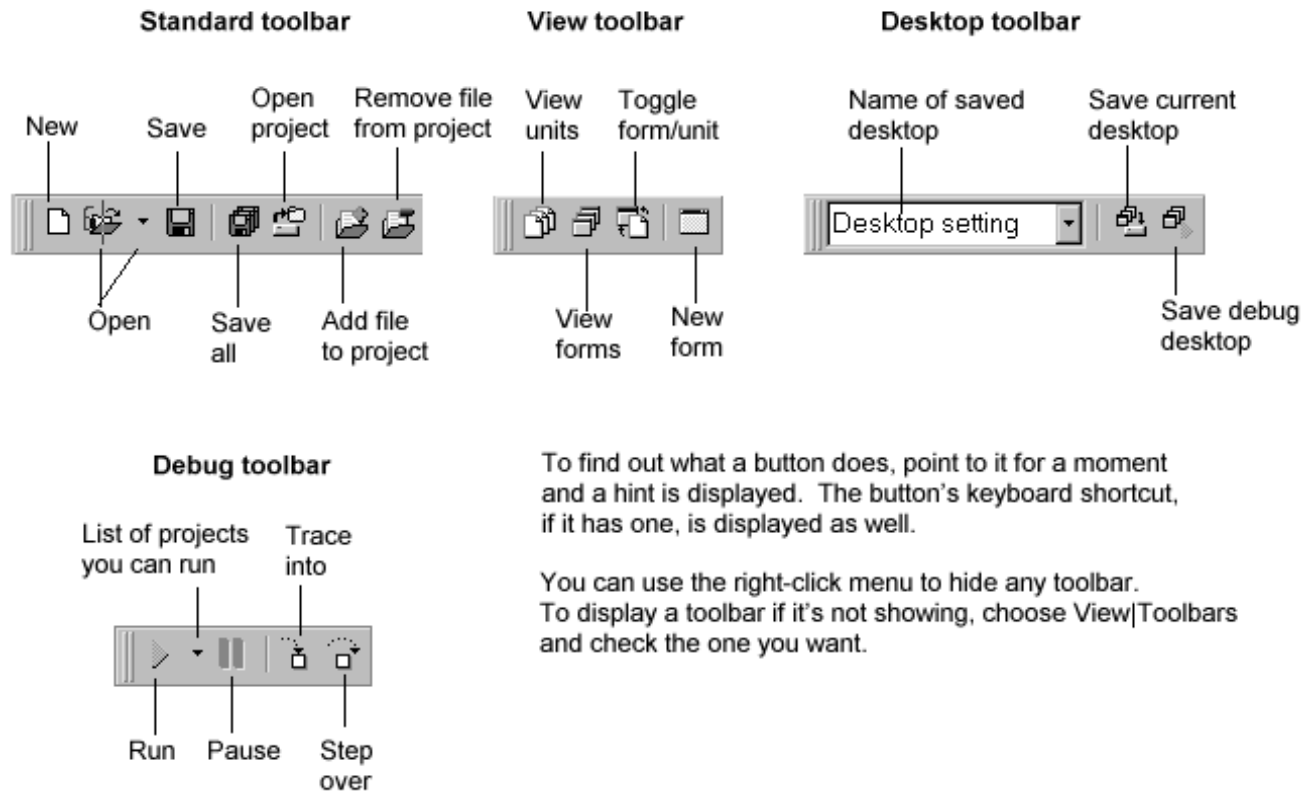 Standard toolbar
View toolbar
Desktop toolbar
New
Save
Open
project
Remove file
from project
View
units
Toggle
form/unit
Name of saved
desktop
Save current
desktop
Desktop setting
Open
Save
all
Add file
to project
View
forms
New
form
Save debug
desktop
Debug toolbar
List of projects
you can run
Trace
into
Run
Pause
Step
over
To find out what a button does, point to it for a moment
and a hint is displayed.  The button's keyboard shortcut,
if it has one, is displayed as well.
You can use the right-click menu to hide any toolbar.
To display a toolbar if it's not showing, choose View|Toolbars
and check the one you want.